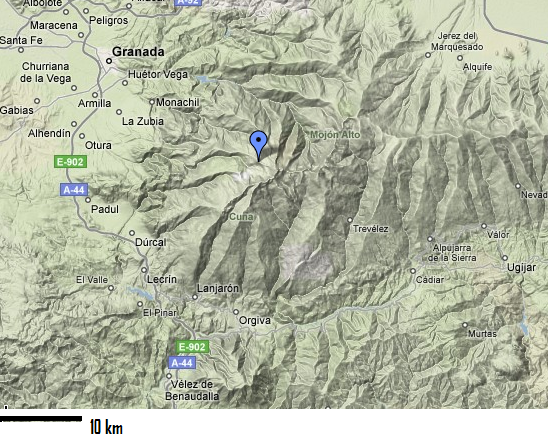 Albolote
A-92
Peligros
Maracena
Santa Fe
Granada
Jerez del
Marquesado
Alquife
Churriana
de la Vega
Huétor Vega
Gabias
Armilla
Monachil
La Zubia
Alhendín
Otura
Mojón Alto
E-902
A-44
Padul
Cuna
Trevélez
Nevad
Dúrcal
Válor
Alpujarra
de la Sierra
Ugijar
El Valle
Lecrín
Lanjarón
Cádiar
El Pinar
Orgiva
Murtas
E-902
A-44
Vélez de
Benaudalla
10 km